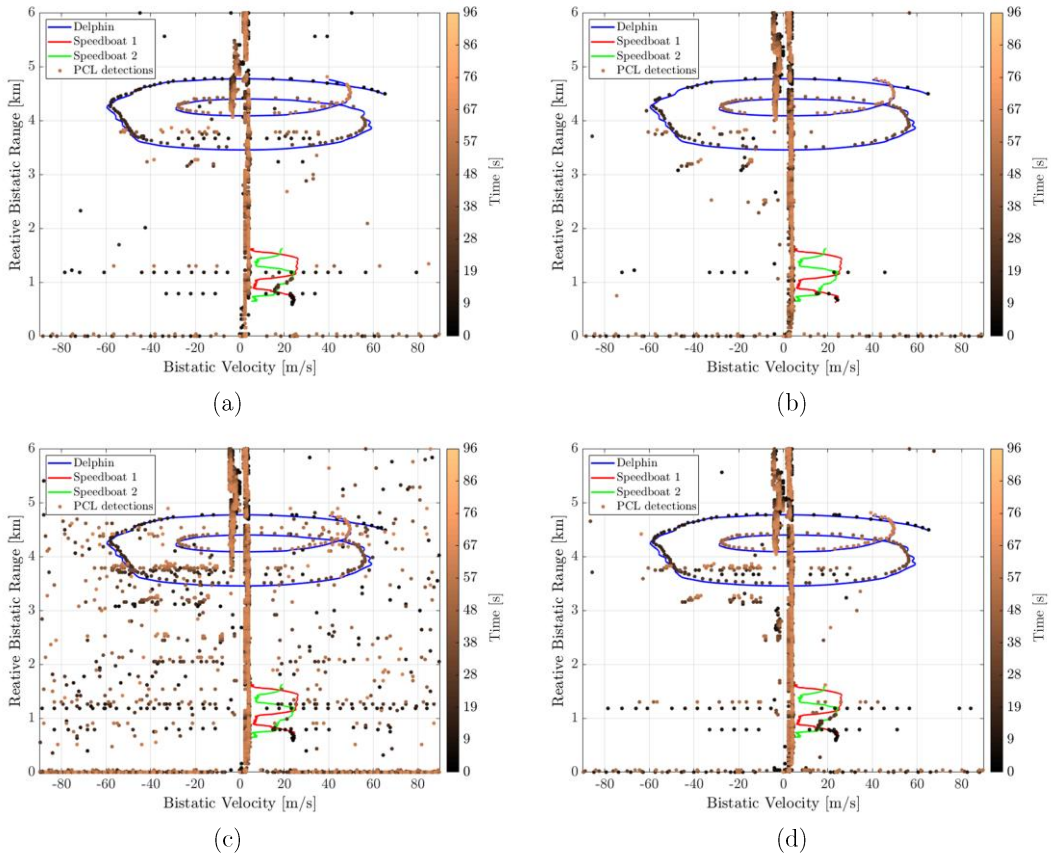 6
5
4
3
2
1
0
Reative Bistatic Range [km]
-80 -60 -40 -20 0 20 40 60 80
Bistatic Velocity [m/s]
Delphin
Speedboat 1
Speedboat 2
PCL detections
96
86
76
67
57
48
38
28
19
9
0
Time [s]
(a)
6
5
4
3
2
1
0
Reative Bistatic Range [km]
-80 -60 -40 -20 0 20 40 60 80
Bistatic Velocity [m/s]
Delphin
Speedboat 1
Speedboat 2
PCL detections
96
86
76
67
57
48
38
28
19
9
0
Time [s]
(b)
6
5
4
3
2
1
0
Reative Bistatic Range [km]
-80 -60 -40 -20 0 20 40 60 80
Bistatic Velocity [m/s]
Delphin
Speedboat 1
Speedboat 2
PCL detections
96
86
76
67
57
48
38
28
19
9
0
Time [s]
(c)
6
5
4
3
2
1
0
Reative Bistatic Range [km]
-80 -60 -40 -20 0 20 40 60 80
Bistatic Velocity [m/s]
Delphin
Speedboat 1
Speedboat 2
PCL detections
96
86
76
67
57
48
38
28
19
9
0
Time [s]
(d)